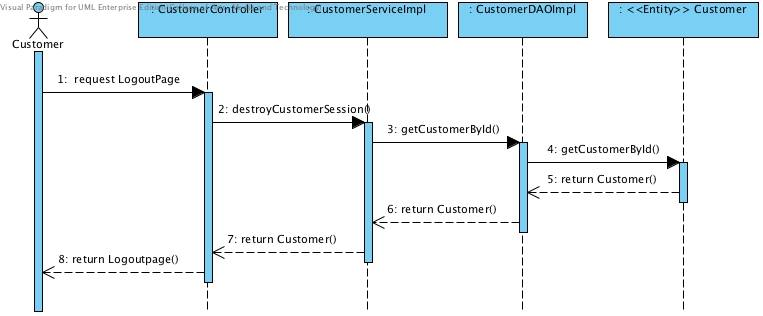 Visual Paradigm for UML Enterprise Edition
: CustomerController
: CustomerServiceImpl
: CustomerDAOImpl
: <<Entity>> Customer
Customer
1: request LogoutPage
2: destroyCustomerSession()
3: getCustomerById()
4: getCustomerById()
5: return Customer()
6: return Customer()
7: return Customer()
8: return Logoutpage()